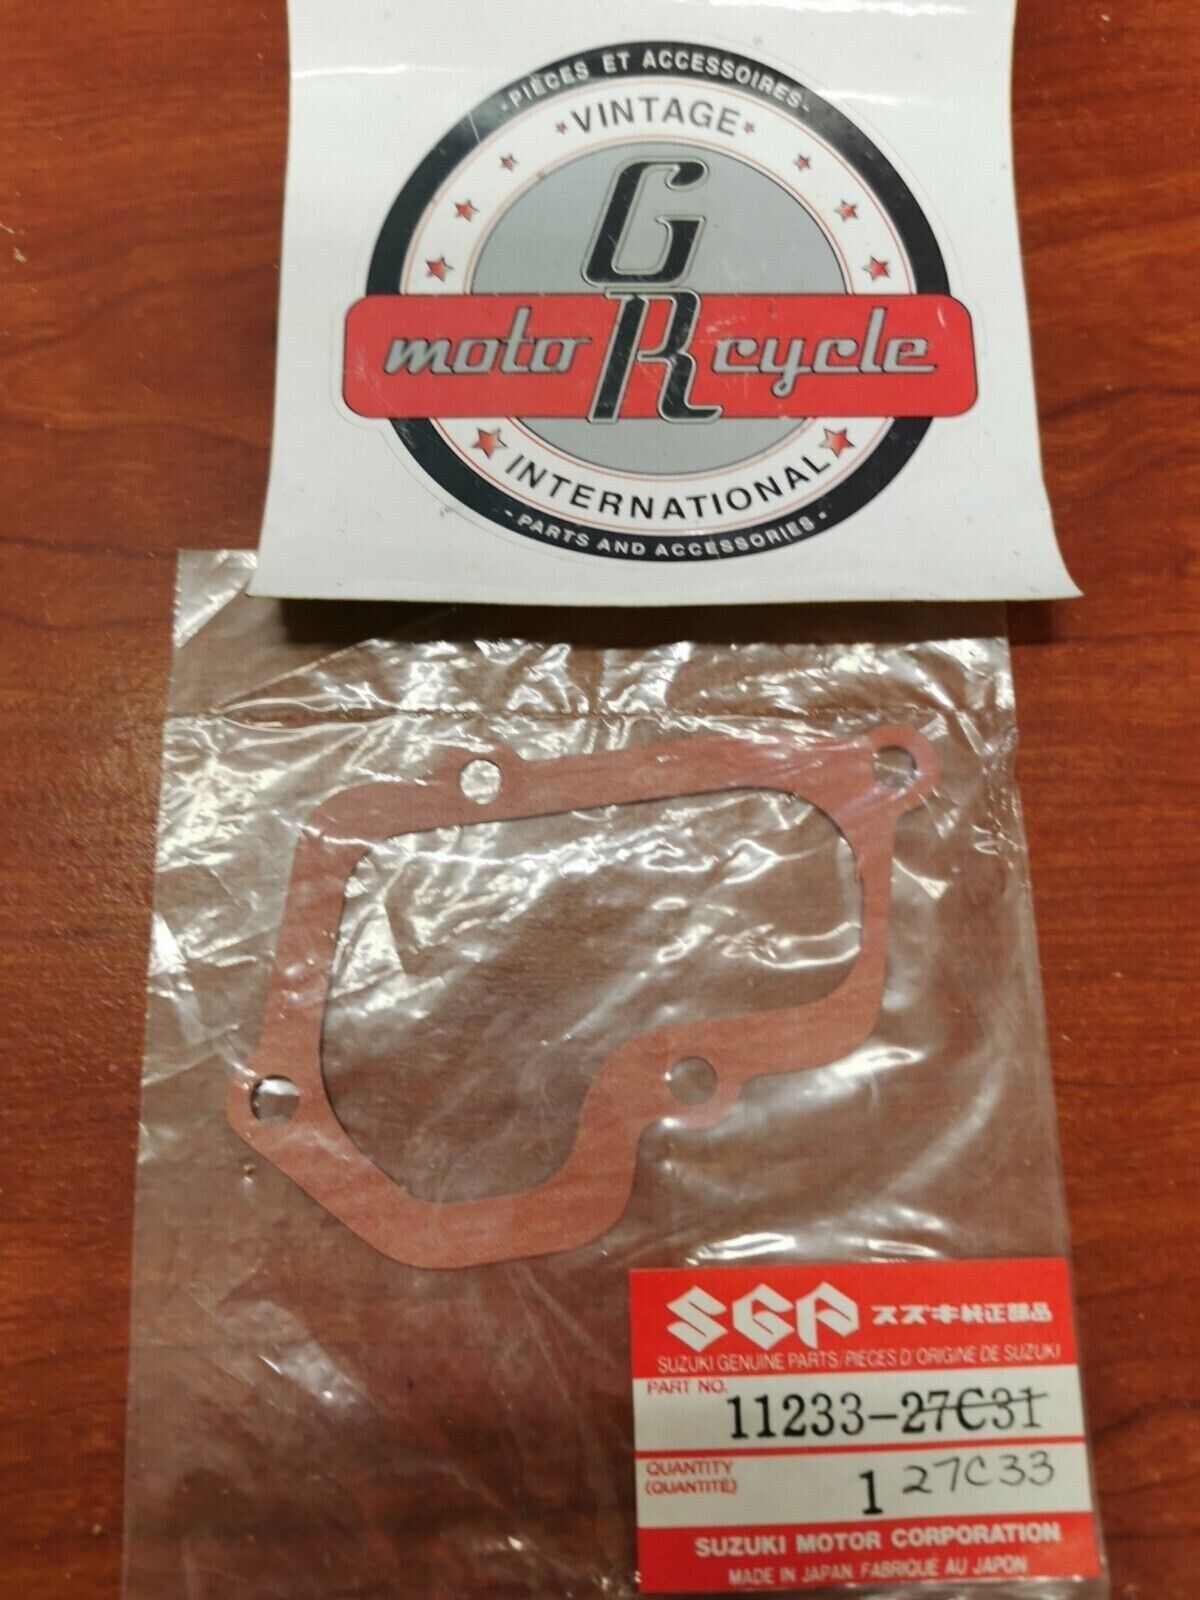 -PIÈCES ET ACCESSOIRES-
VINTAGE
G
moto R cycle
INTERNATIONAL
- PARTS AND ACCESSORIES -
SGP スズキ純正部品
SUZUKI GENUINE PARTS/PIECES D'ORIGINE DE SUZUKI
PART NO.
11233-27C31
QUANTITY
(QUANTITÉ)
1 27C33
SUZUKI MOTOR CORPORATION
MADE IN JAPAN FABRIQUE AU JAPON